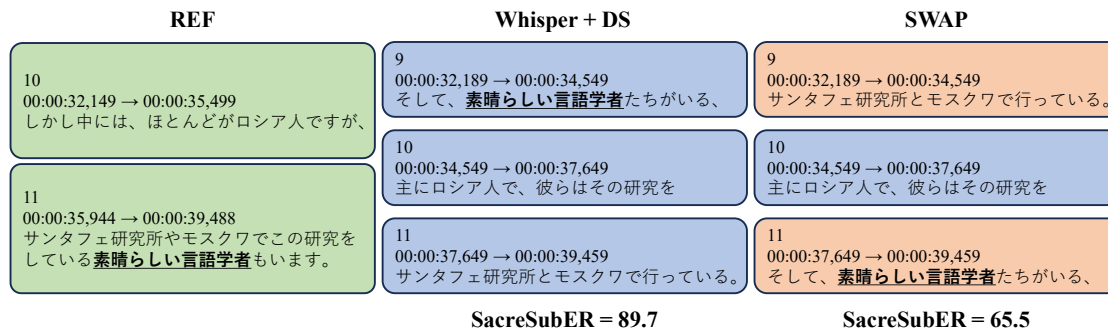 REF
10
00:00:32,149 → 00:00:35,499
しかし中には、ほとんどがロシア人ですが、
11
00:00:35,944 → 00:00:39,488
サンタフェ研究所やモスクワでこの研究を
している素晴らしい言語学者もいます。
Whisper + DS
9
00:00:32,189 → 00:00:34,549
そして、素晴らしい言語学者たちがいる、
10
00:00:34,549 → 00:00:37,649
主にロシア人で、彼らはその研究を
11
00:00:37,649 → 00:00:39,459
サンタフェ研究所とモスクワで行っている。
SacreSubER = 89.7
SWAP
9
00:00:32,189 → 00:00:34,549
サンタフェ研究所とモスクワで行っている。
10
00:00:34,549 → 00:00:37,649
主にロシア人で、彼らはその研究を
11
00:00:37,649 → 00:00:39,459
そして、素晴らしい言語学者たちがいる、
SacreSubER = 65.5